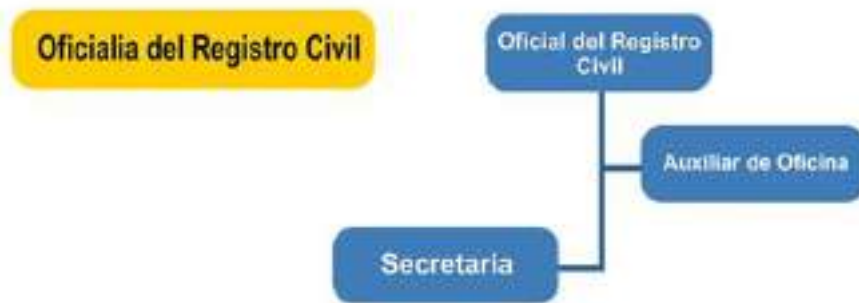 Oficialia del Registro Civil
Oficial del Registro
Civil
Auxiliar de Oficina
Secretaria